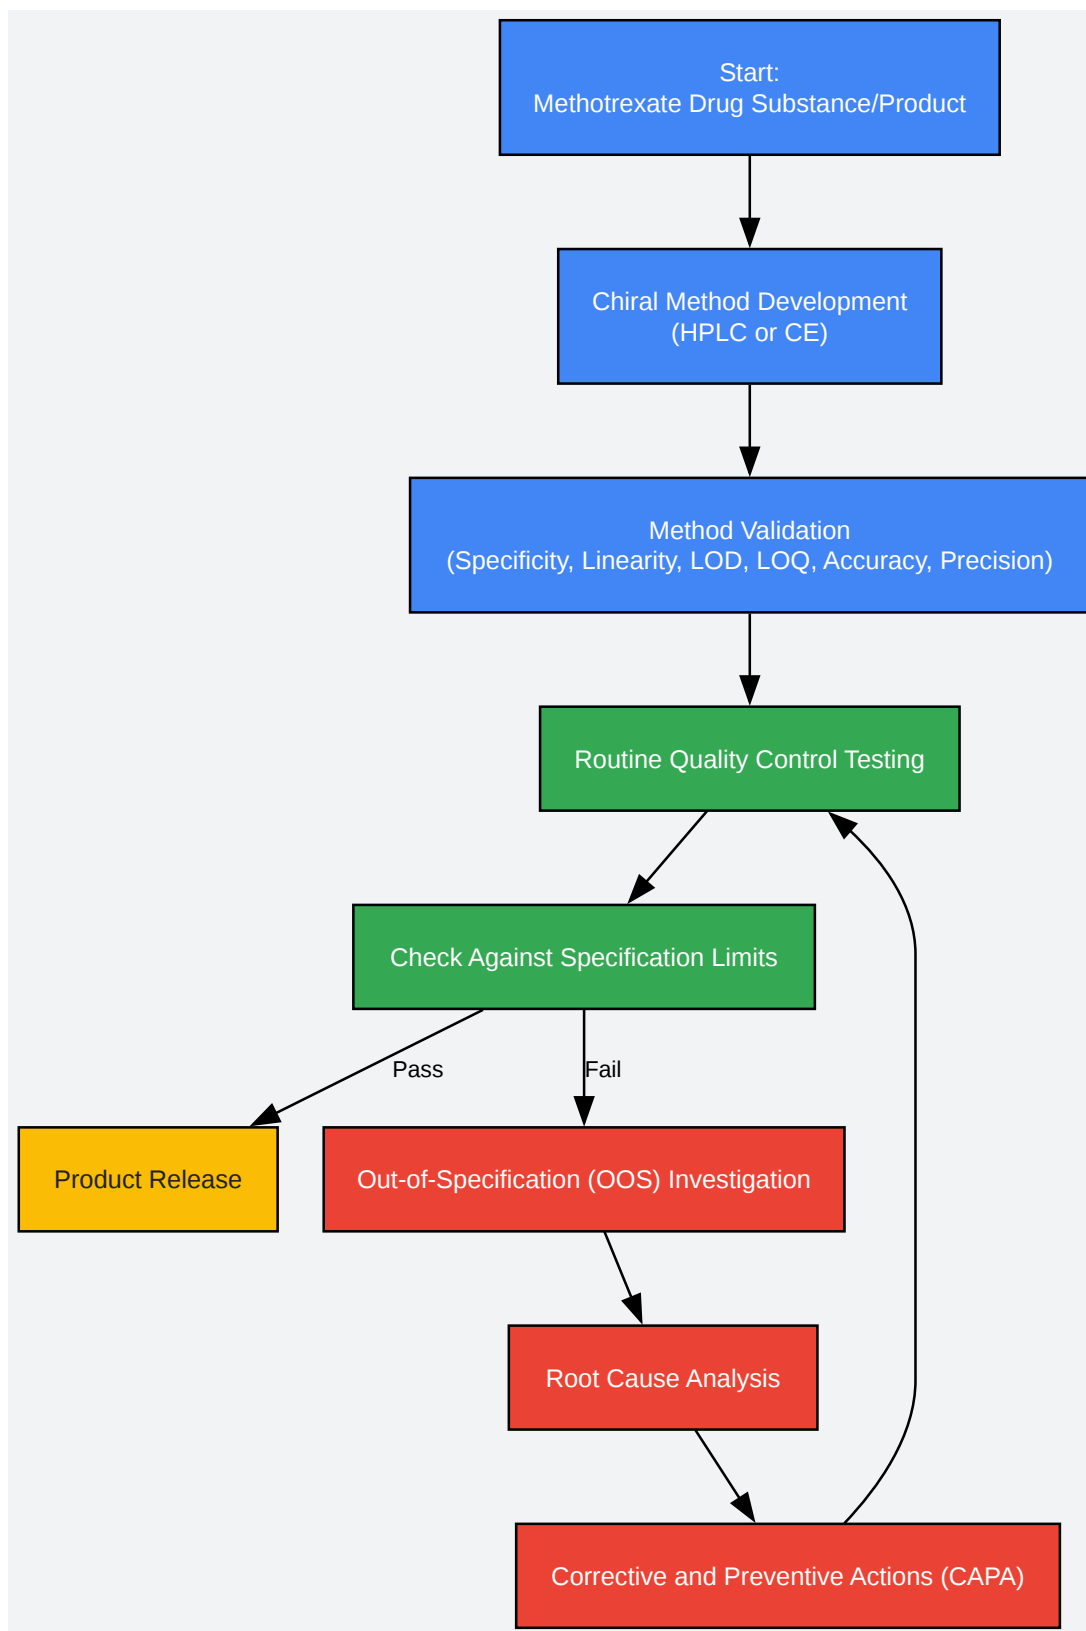 Start:
Methotrexate Drug Substance/Product
Chiral Method Development
(HPLC or CE)
Method Validation
(Specificity, Linearity, LOD, LOQ, Accuracy, Precision)
Routine Quality Control Testing
Check Against Specification Limits
Pass
Fail
Product Release
Out-of-Specification (OOS) Investigation
Root Cause Analysis
Corrective and Preventive Actions (CAPA)